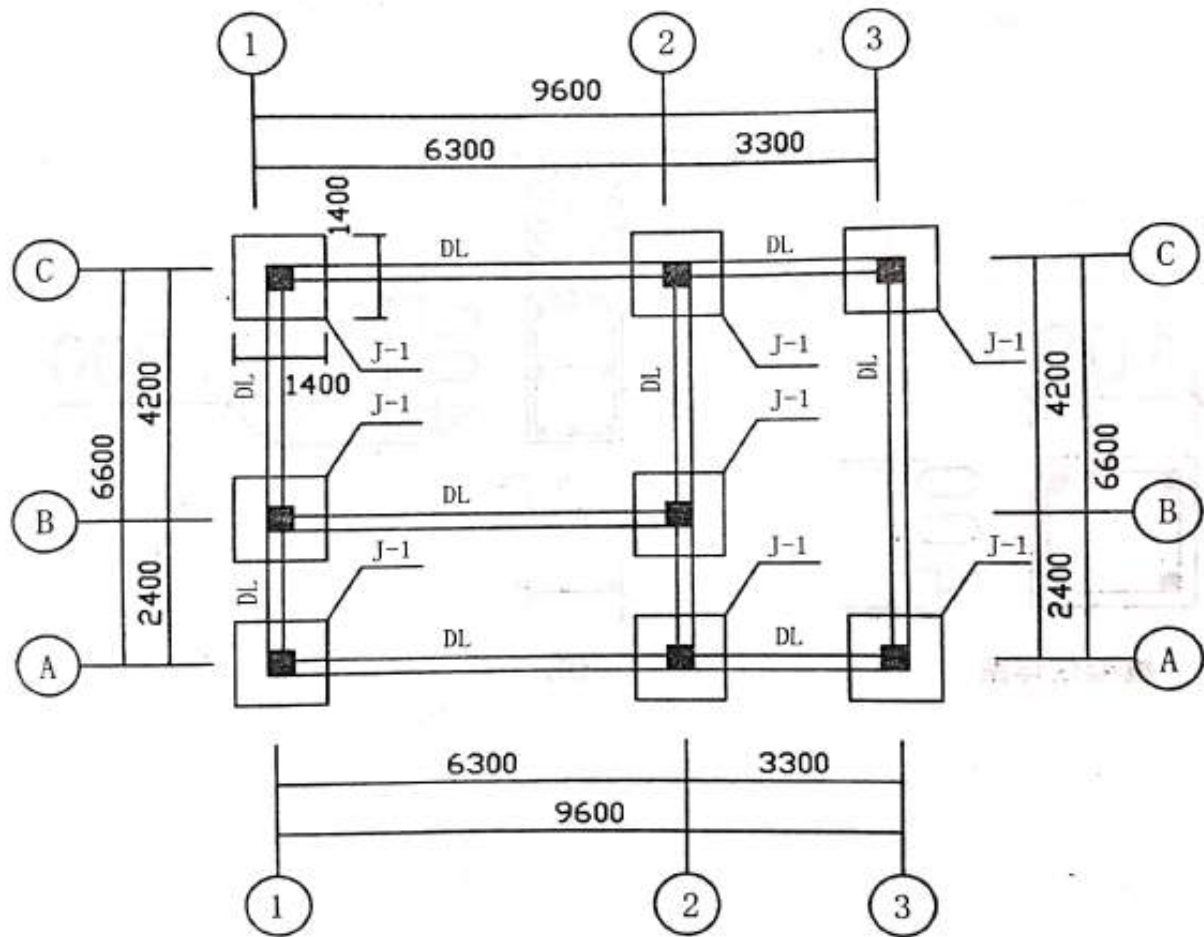 1 2 3
9600
6300 3300
1400
C DL DL C
J-1 J-1 J-1
1400
DL DL DL
4200 4200
J-1 J-1
6600 6600
DL
B B
J-1 J-1 J-1
DL
2400 2400
DL DL
A A
6300 3300
9600
1 2 3